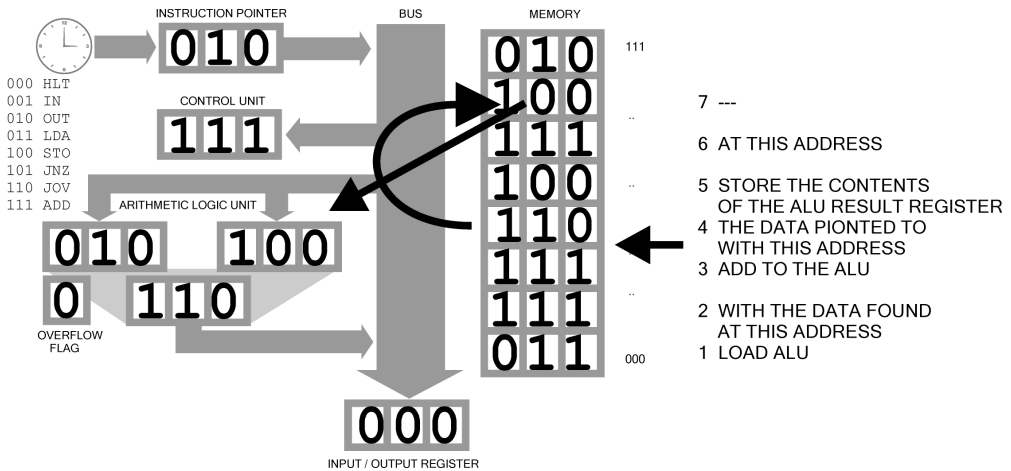 INSTRUCTION POINTER
BUS
MEMORY
12
3
6
9
010
010
111
000 HLT
001 IN
010 OUT
011 LDA
100 STO
101 JNZ
110 JOV
111 ADD
CONTROL UNIT
111
100
7 ---
111
..
6 AT THIS ADDRESS
100
..
5 STORE THE CONTENTS
OF THE ALU RESULT REGISTER
ARITHMETIC LOGIC UNIT
010
100
110
4 THE DATA PIONTED TO
WITH THIS ADDRESS
111
3 ADD TO THE ALU
0
110
111
..
2 WITH THE DATA FOUND
AT THIS ADDRESS
OVERFLOW
FLAG
011
000
1 LOAD ALU
000
INPUT / OUTPUT REGISTER